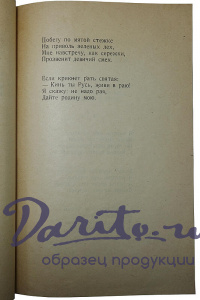 Побегу по мятой стежке
На приволь зеленых лех,
Мне навстречу, как сережки,
Прозвенит девичий смех.
Если крикнет рать святая:
— Кинь ты Русь, живи в раю!
Я скажу: не надо рая,
Дайте родину мою.
Darito.ru
образец продукции